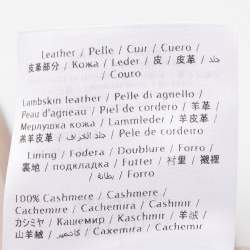 Leather / Pelle / Cuir / Cuero /
皮革部分 / Кожа / Leder / 皮 / 皮革 / جلد
/ Couro
Lambskin leather / Pelle di agnello /
Peau d'agneau / Piel de cordero / 羊革 /
Мерлушка кожа / Lammleder / 羊皮革 /
羔羊皮革 / جلد الخراف / Pele de cordeiro
Lining / Fodera / Doublure / Forro /
裏地 / подкладка / Futter / 衬里 / 襯裡
/ بطانة / Forro
100% Cashmere / Cashmere /
Cachemire / Cachemira / Cashmir /
カシミヤ / Кашемир / Kaschmir / 羊绒 /
山羊絨 / كشمير / Caxemira /